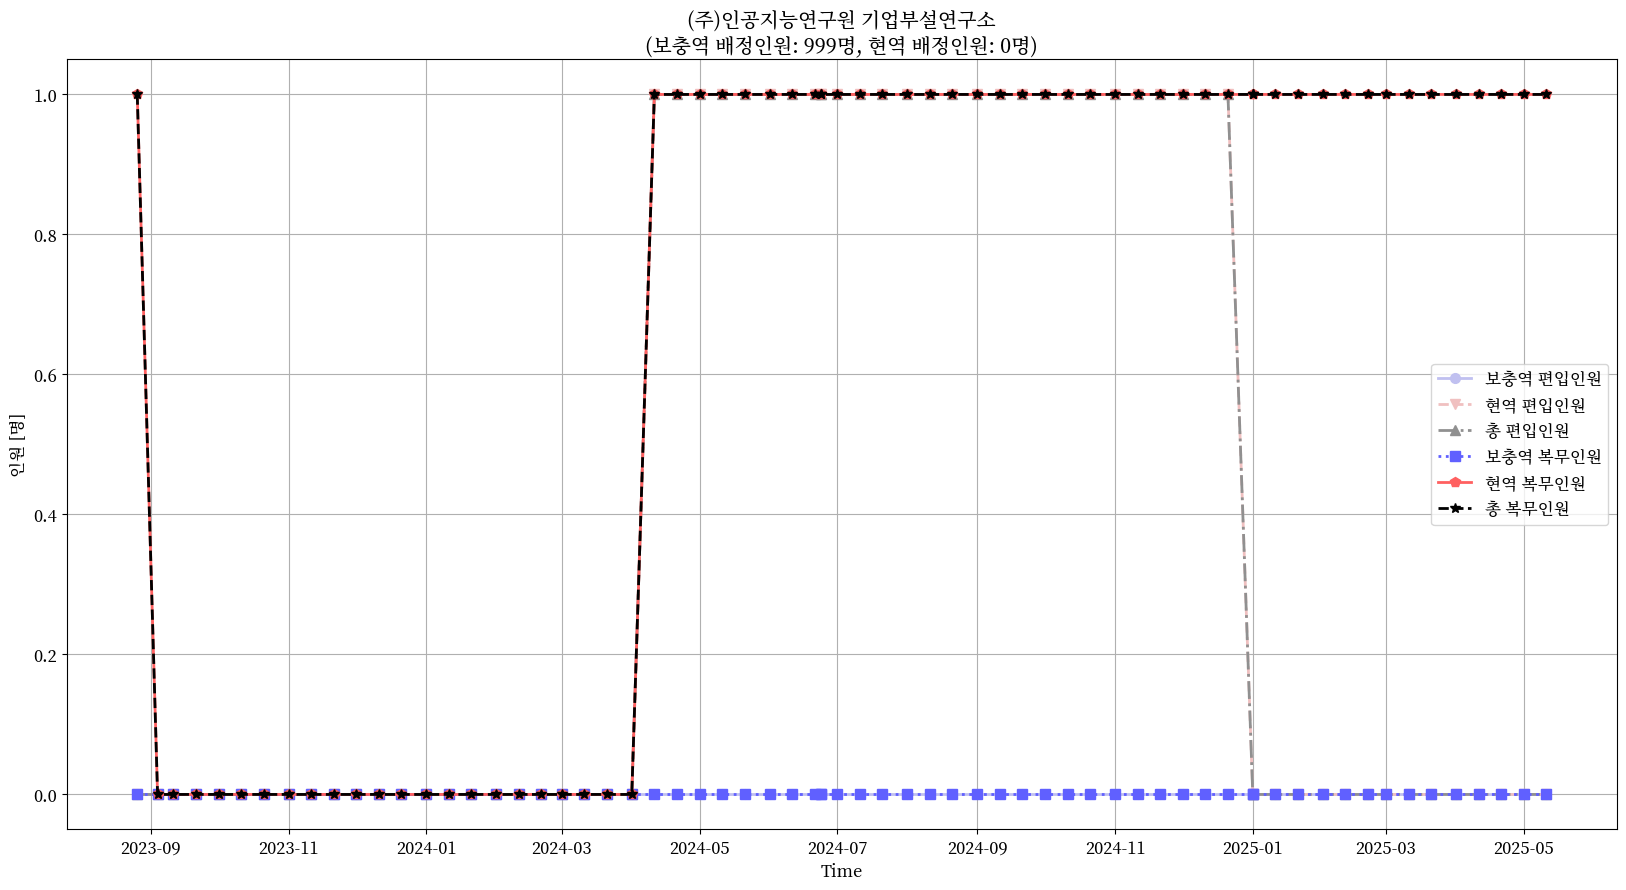 (주)인공지능연구원 기업부설연구소
(보충역 배정인원: 999명, 현역 배정인원: 0명)
인원 [명]
1.0
0.8
0.6
0.4
0.2
0.0
보충역 편입인원
현역 편입인원
총 편입인원
보충역 복무인원
현역 복무인원
총 복무인원
2023-09 2023-11 2024-01 2024-03 2024-05 2024-07 2024-09 2024-11 2025-01 2025-03 2025-05
Time